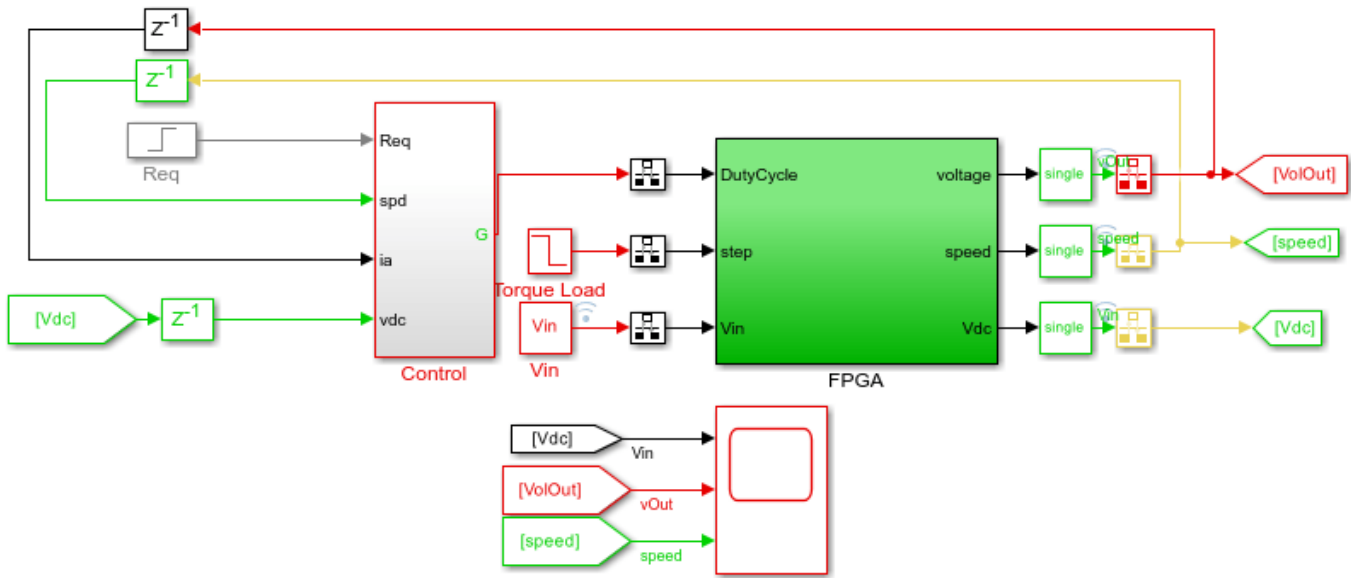 Z-1
Z-1
Req
Req
spd
G
ia
vdc
Control
[Vdc]
Z-1
Torque Load
Vin
Vin
DutyCycle
voltage
step
speed
Vin
Vdc
FPGA
single
vOut
[VolOut]
single
speed
[speed]
single
Vin
[Vdc]
[Vdc]
Vin
[VolOut]
vOut
[speed]
speed